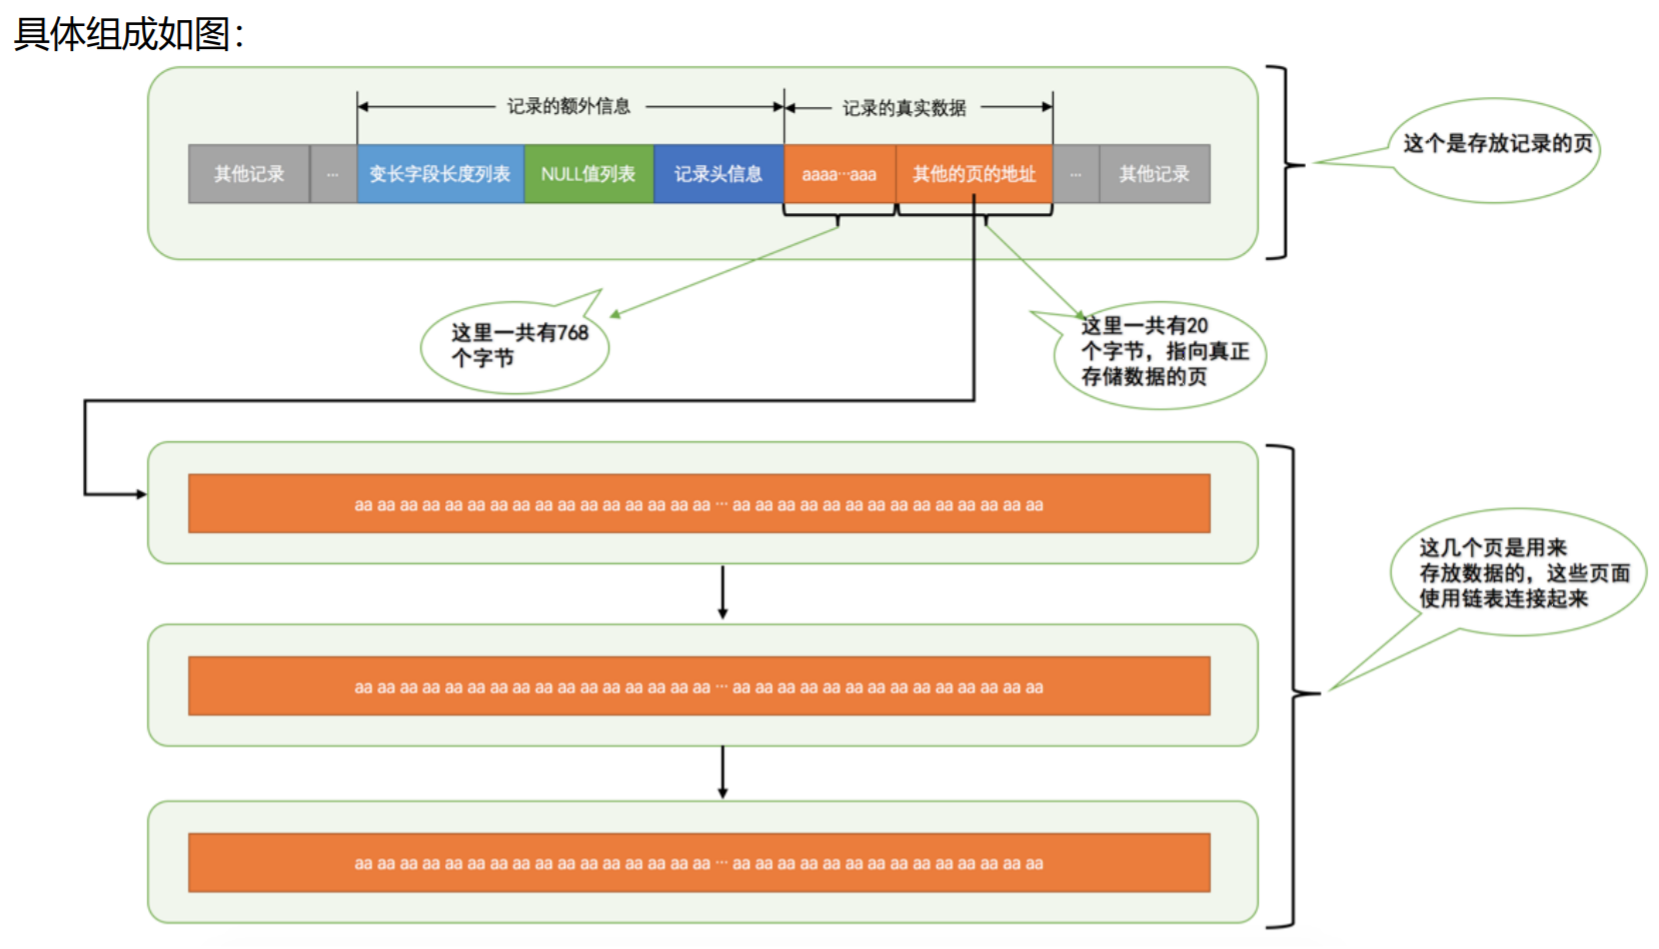 具体组成如图：
记录的额外信息
记录的真实数据
其他记录
...
变长字段长度列表
NULL值列表
记录头信息
aaaa···aaa
其他的页的地址
...
其他记录
这个是存放记录的页
这里一共有768
个字节
这里一共有20
个字节，指向真正
存储数据的页
aa aa aa aa aa aa aa aa aa aa aa aa aa aa aa aa ··· aa aa aa aa aa aa aa aa aa aa aa aa aa aa
这几个页是用来
存放数据的，这些页面
使用链表连接起来
aa aa aa aa aa aa aa aa aa aa aa aa aa aa aa aa ··· aa aa aa aa aa aa aa aa aa aa aa aa aa aa
aa aa aa aa aa aa aa aa aa aa aa aa aa aa aa aa ··· aa aa aa aa aa aa aa aa aa aa aa aa aa aa